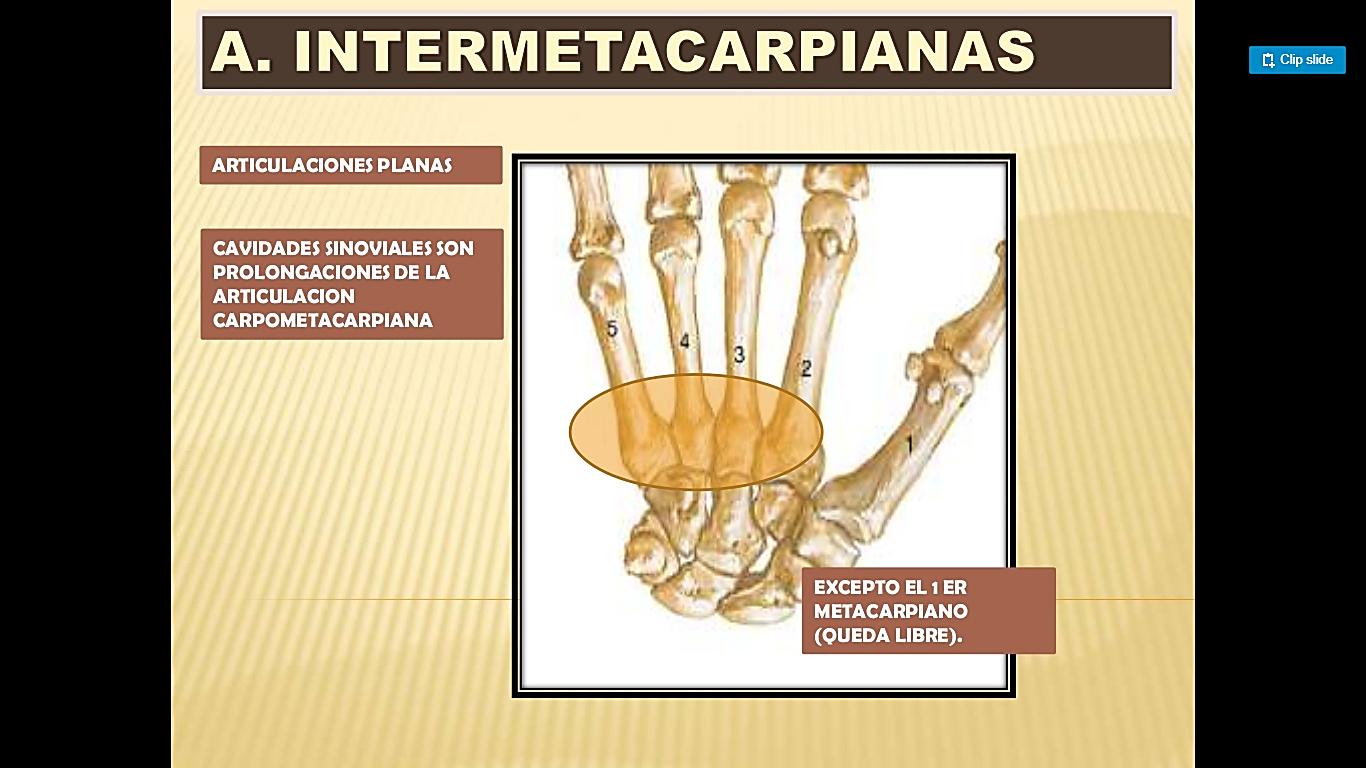 A. INTERMETACARPIANAS
Clip slide
ARTICULACIONES PLANAS
CAVIDADES SINOVIALES SON
PROLONGACIONES DE LA
ARTICULACION
CARPOMETACARPIANA
5
4
3
2
1
EXCEPTO EL 1 ER
METACARPIANO
(QUEDA LIBRE).